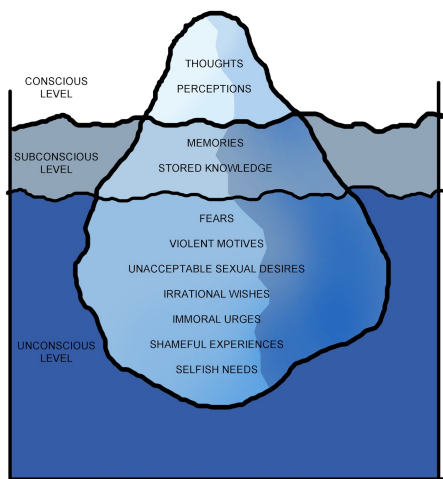 THOUGHTS
CONSCIOUS
LEVEL
PERCEPTIONS
MEMORIES
SUBCONSCIOUS
LEVEL
STORED KNOWLEDGE
FEARS
VIOLENT MOTIVES
UNACCEPTABLE SEXUAL DESIRES
IRRATIONAL WISHES
IMMORAL URGES
UNCONSCIOUS
LEVEL
SHAMEFUL EXPERIENCES
SELFISH NEEDS